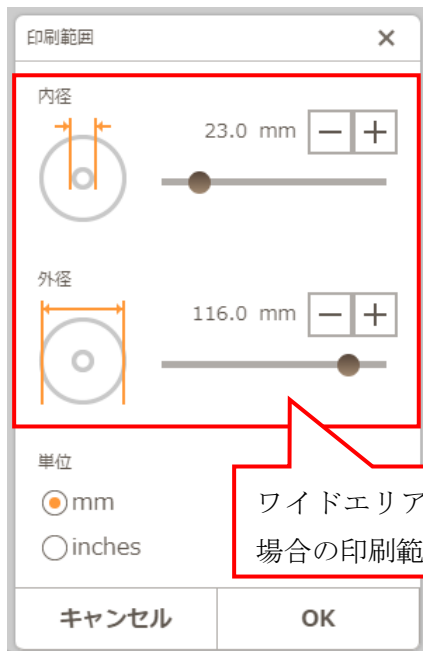 印刷範囲
内径
23.0 mm
外径
116.0 mm
単位
mm
inches
ワイドエリア
場合の印刷範
キャンセル
OK